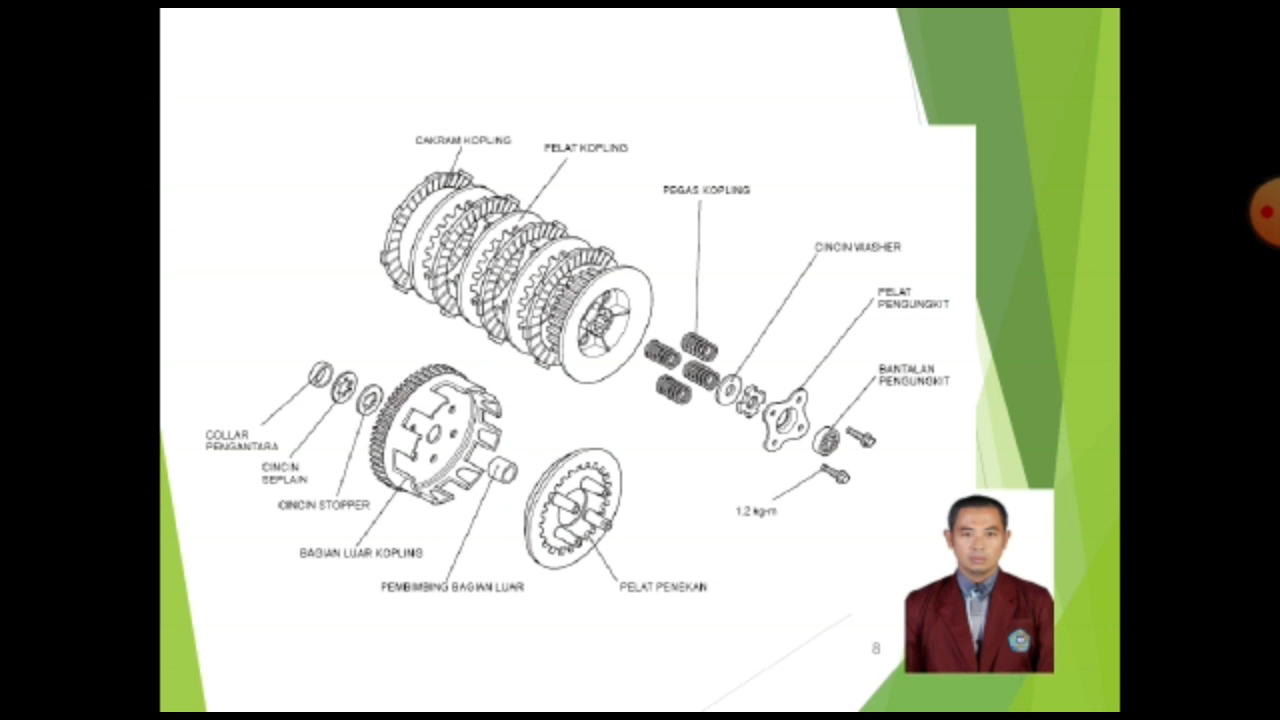 CAKRAM KOPLING
PELAT KOPLING
PEGAS KOPLING
CINCIN WASHER
PELAT
PENGUNGKIT
BANTALAN
PENGUNGKIT
COLLAR
PENGANTARA
CINCIN
SEPLAIN
CINCIN STOPPER
1.2 kg-m
BAGIAN LUAR KOPLING
PEMBIMBING BAGIAN LUAR
PELAT PENEKAN
8